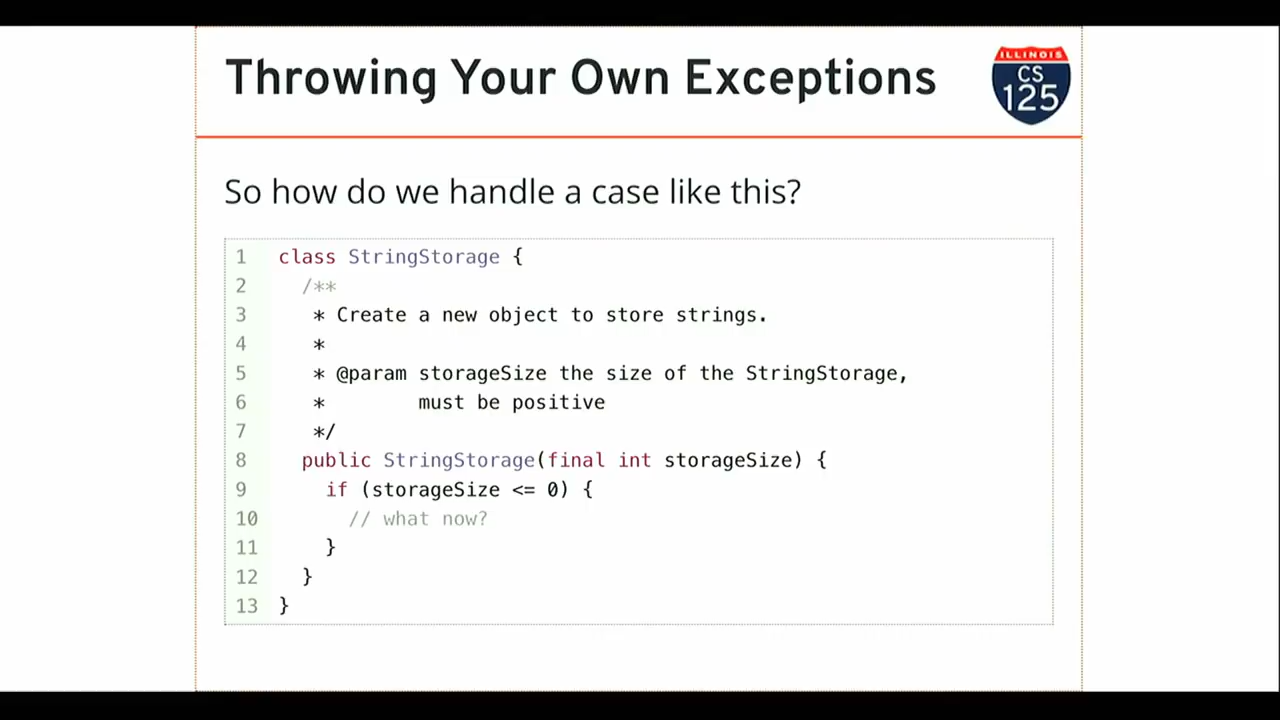 Throwing Your Own Exceptions
ILLINOIS
CS
125
So how do we handle a case like this?
1 class StringStorage {
2   /**
3    * Create a new object to store strings.
4    *
5    * @param storageSize the size of the StringStorage,
6    *        must be positive
7    */
8   public StringStorage(final int storageSize) {
9     if (storageSize <= 0) {
10       // what now?
11     }
12   }
13 }